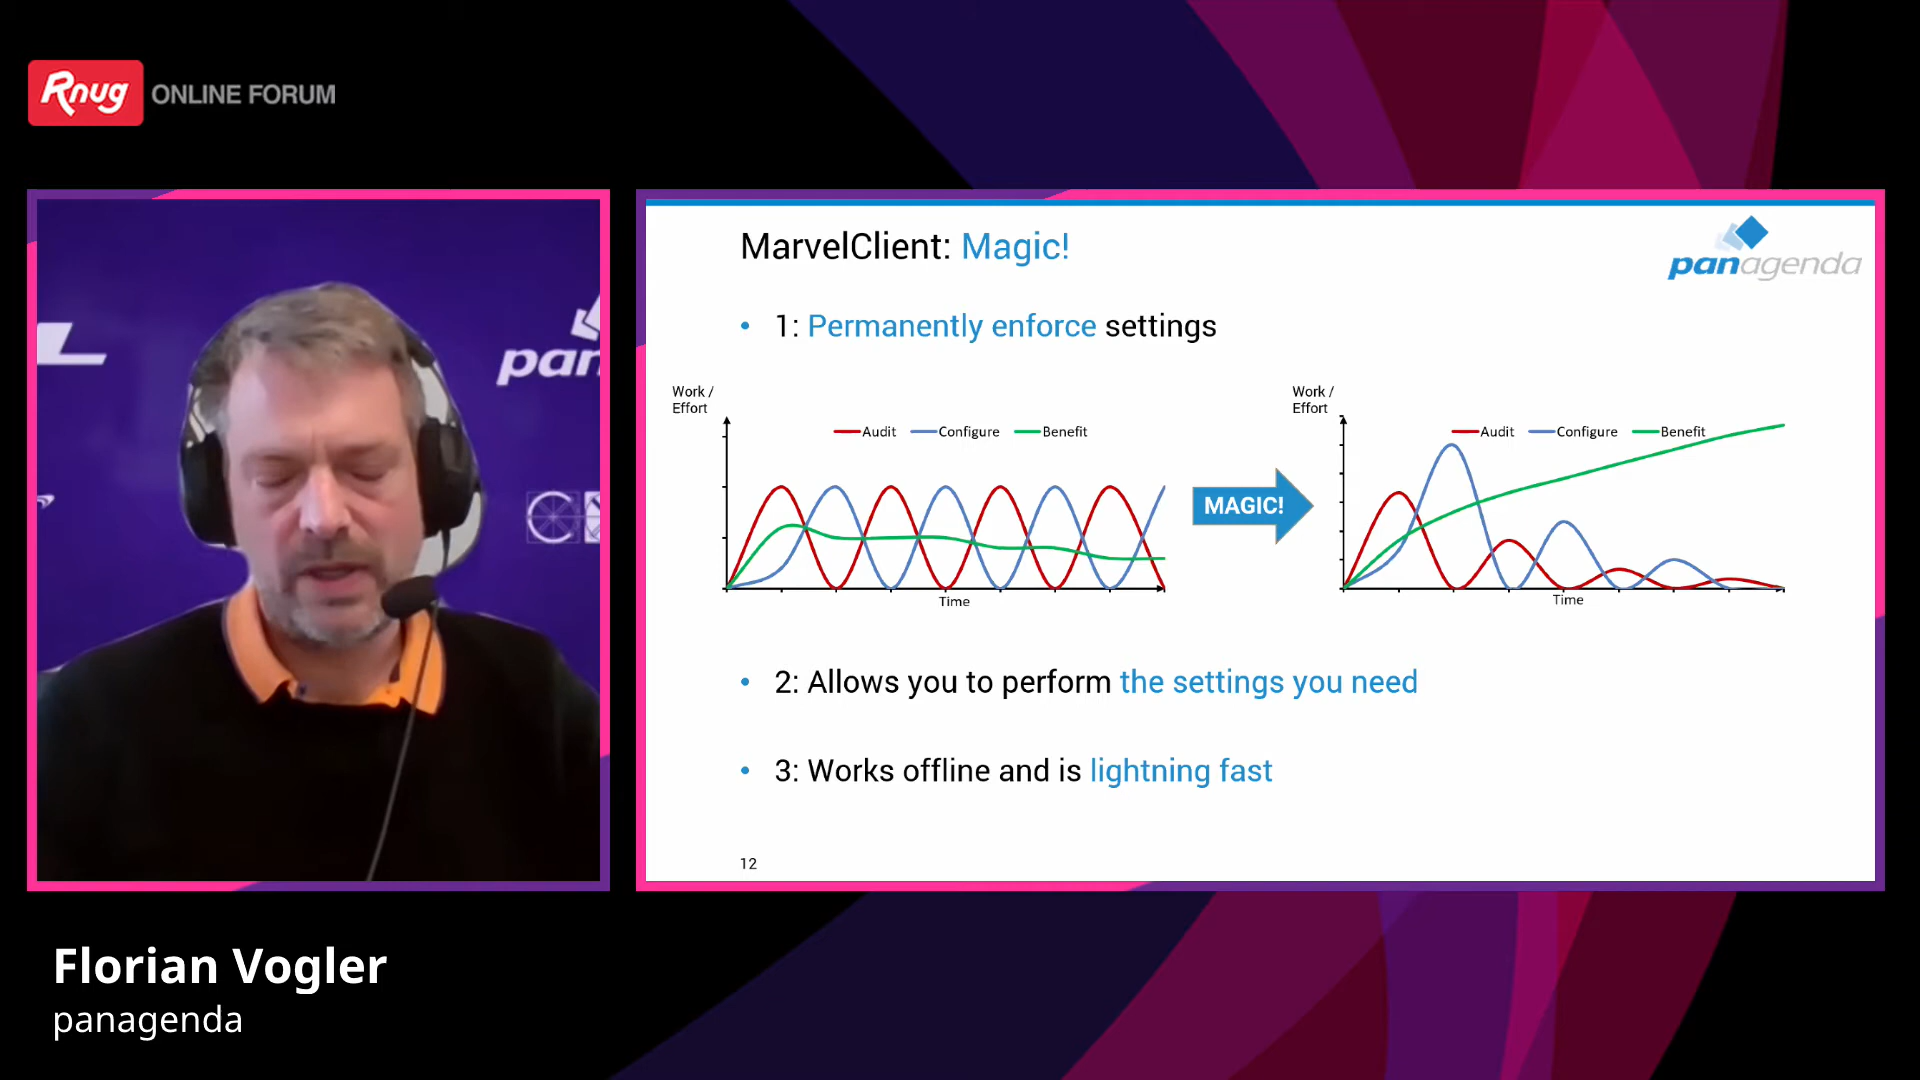 Rnug ONLINE FORUM
pan
MarvelClient: Magic!
panagenda
• 1: Permanently enforce settings
Work /
Effort
Audit Configure Benefit
Time
MAGIC!
Work /
Effort
Audit Configure Benefit
Time
• 2: Allows you to perform the settings you need
• 3: Works offline and is lightning fast
12
Florian Vogler
panagenda